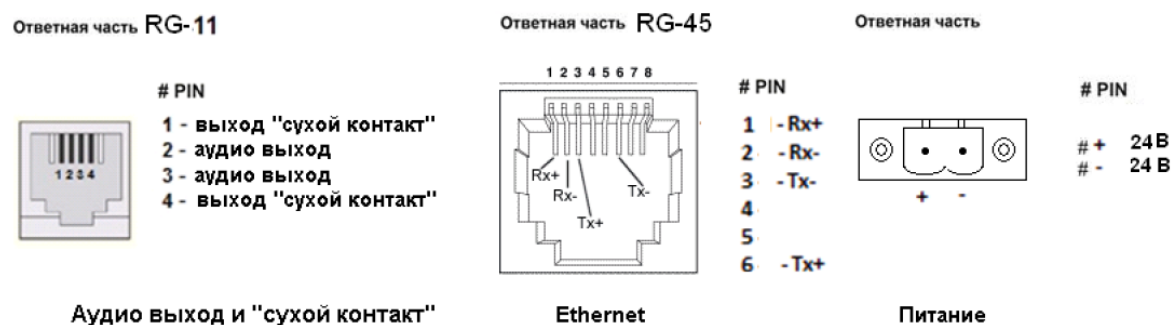 Ответная часть RG-11
# PIN
1 - выход "сухой контакт"
2 - аудио выход
3 - аудио выход
4 - выход "сухой контакт"
1 2 3 4
Аудио выход и "сухой контакт"
Ответная часть RG-45
1 2 3 4 5 6 7 8
Rx+
Rx-
Tx+
Tx-
# PIN
1 - Rx+
2 - Rx-
3 - Tx-
4
5
6 - Tx+
Ethernet
Ответная часть
+ -
# PIN
# + 24 В
# - 24 В
Питание